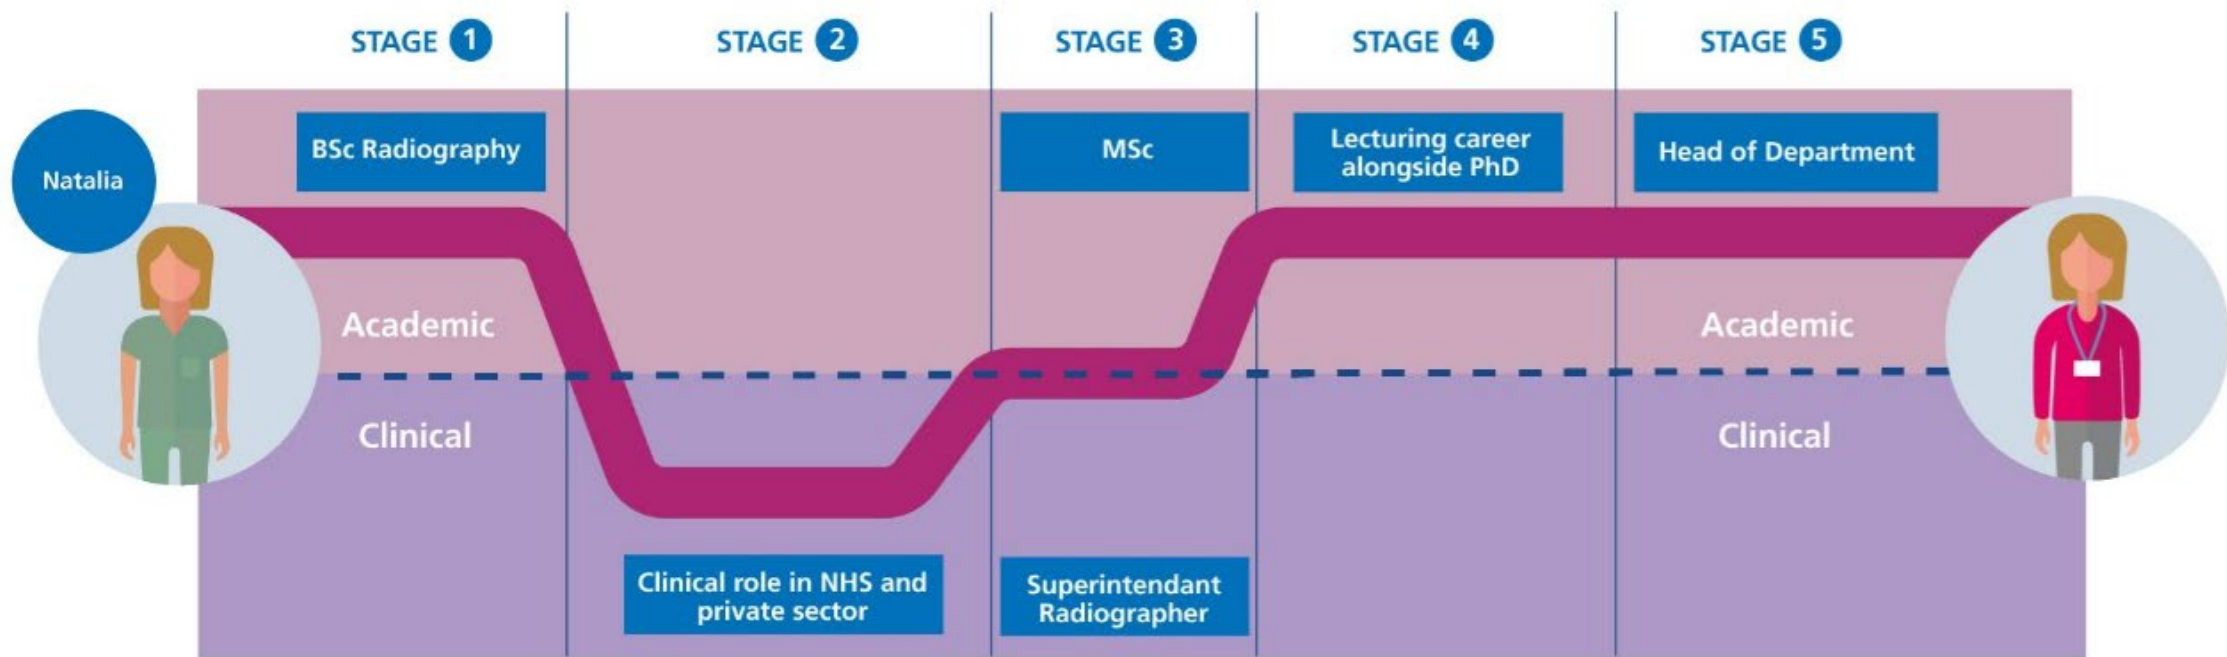 STAGE 1
STAGE 2
STAGE 3
STAGE 4
STAGE 5
Natalia
BSc Radiography
MSc
Lecturing career
alongside PhD
Head of Department
Academic
Academic
Clinical
Clinical
Clinical role in NHS and
private sector
Superintendant
Radiographer